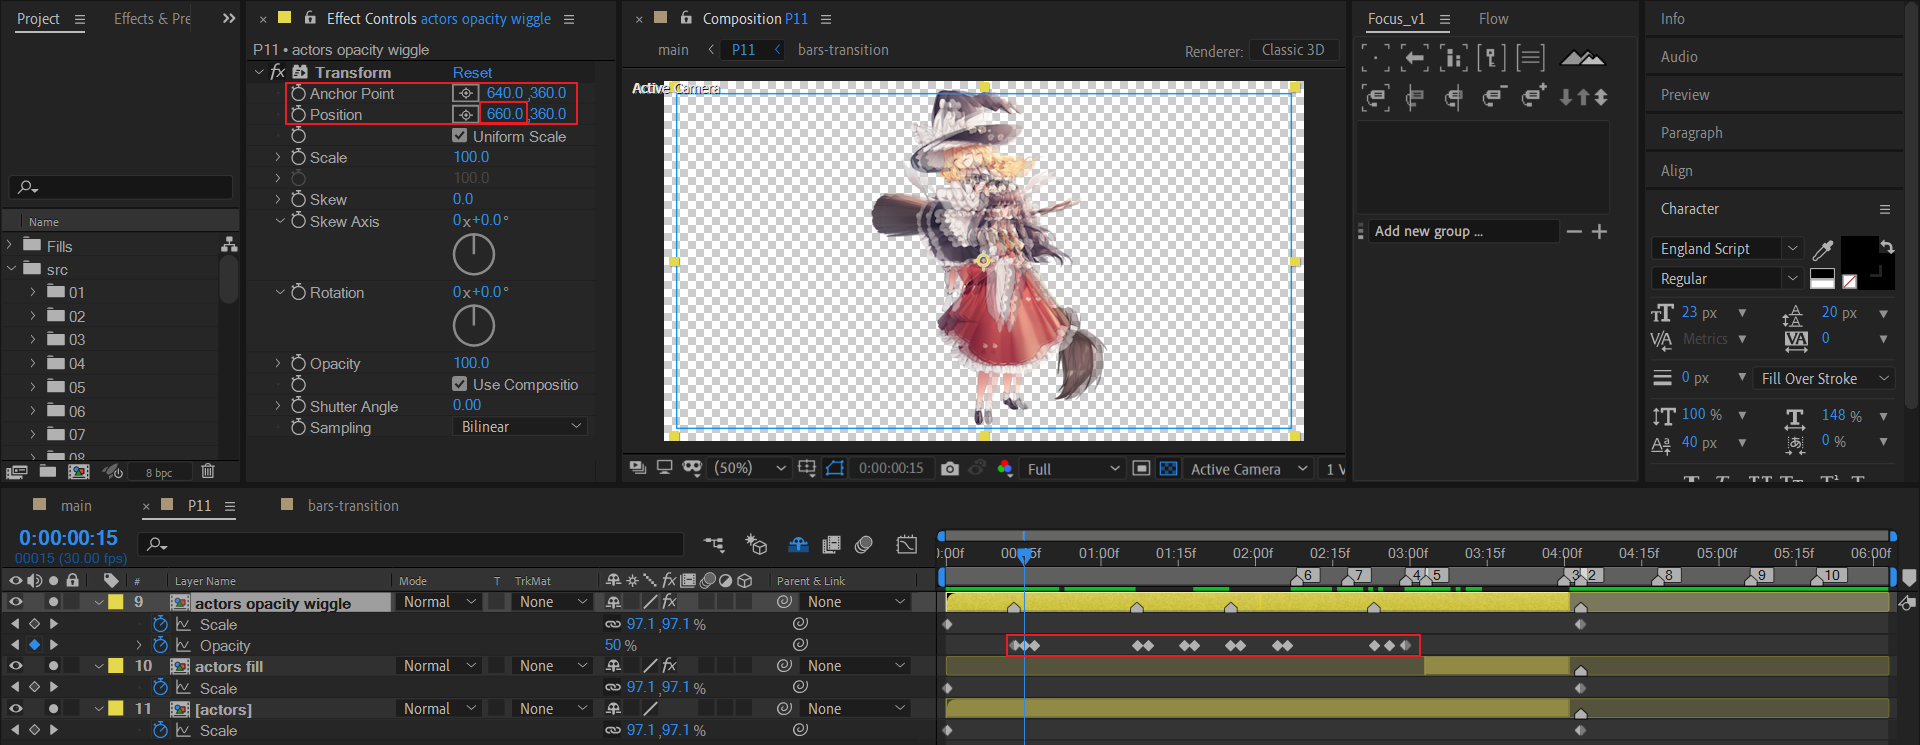 Project
Effects & Pre
Effect Controls actors opacity wiggle
Composition P11
Focus_v1
Flow
Info
P11 • actors opacity wiggle
main
P11
bars-transition
Renderer:
Classic 3D
Audio
fx
Transform
Reset
Anchor Point
640.0 ,360.0
Active Camera
Preview
Position
660.0 ,360.0
Uniform Scale
Paragraph
Scale
100.0
Align
100.0
Skew
0.0
Character
Skew Axis
0x+0.0°
Name
Fills
src
01
02
03
04
05
06
07
08
Add new group ...
England Script
Regular
Rotation
0x+0.0°
23 px
20 px
Metrics
0
Opacity
100.0
0 px
Fill Over Stroke
Use Compositio
Shutter Angle
0.00
100 %
148 %
Sampling
Bilinear
40 px
0 %
8 bpc
(50%)
0:00:00:15
Full
Active Camera
1 V
main
P11
bars-transition
0:00:00:15
00015 (30.00 fps)
:00f
00:15f
01:00f
01:15f
02:00f
02:15f
03:00f
03:15f
04:00f
04:15f
05:00f
05:15f
06:00f
#
Layer Name
Mode
T
TrkMat
fx
Parent & Link
6
7
4
5
3
2
8
9
10
9
actors opacity wiggle
Normal
None
fx
None
Scale
97.1 ,97.1 %
Opacity
50 %
10
actors fill
Normal
None
fx
None
Scale
97.1 ,97.1 %
11
[actors]
Normal
None
None
Scale
97.1 ,97.1 %